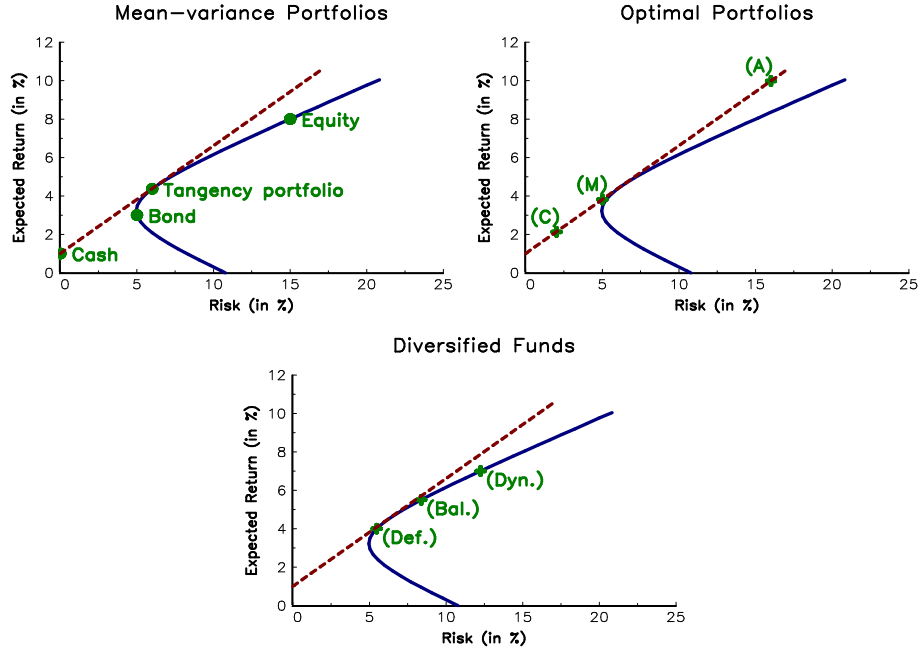 Mean-variance Portfolios
Expected Return (in %)
12
10
8
6
4
2
0
Equity
Tangency portfolio
Bond
Cash
0 5 10 15 20 25
Risk (in %)
Optimal Portfolios
Expected Return (in %)
12
10
8
6
4
2
0
(A)
(M)
(C)
0 5 10 15 20 25
Risk (in %)
Diversified Funds
Expected Return (in %)
12
10
8
6
4
2
0
(Dyn.)
(Bal.)
(Def.)
0 5 10 15 20 25
Risk (in %)